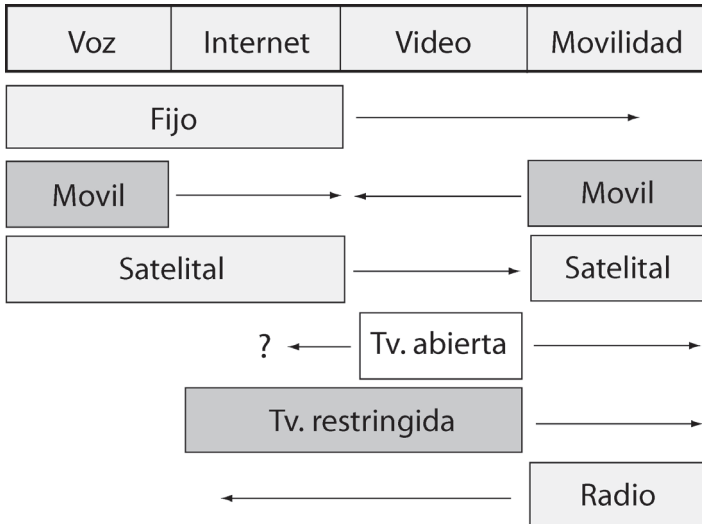 Voz Internet Video Movilidad
Fijo
Movil Movil
Satelital Satelital
? Tv. abierta
Tv. restringida
Radio